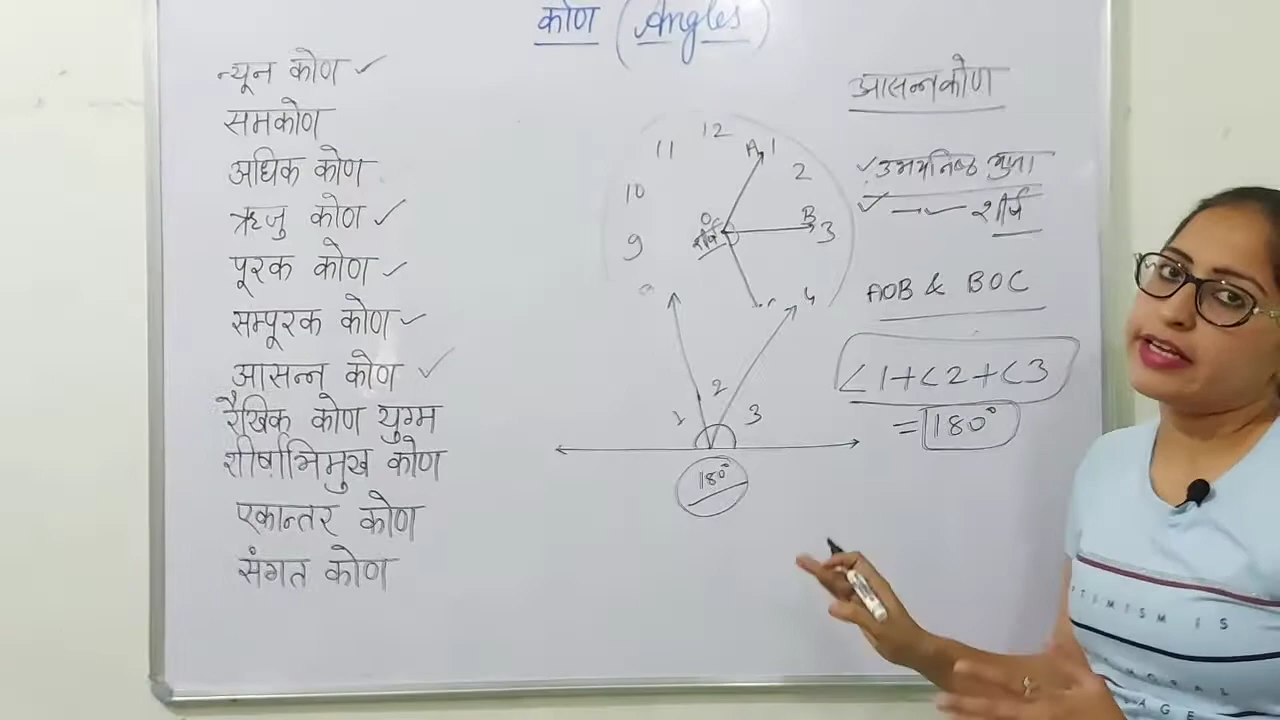 कोण (Angles)
न्यून कोण ✓
समकोण
अधिक कोण
ऋजु कोण ✓
पूरक कोण ✓
सम्पूरक कोण ✓
आसन्न कोण ✓
रैखिक कोण युग्म
शीर्षाभिमुख कोण
एकान्तर कोण
संगत कोण
12
11
A 1
10
2
O
शीर्ष
B
9
3
4
2
1
3
180°
आसन्नकोण
✓ उभयनिष्ठ भुजा
✓ —〃— शीर्ष
AOB & BOC
∠1+∠2+∠3
= 180°